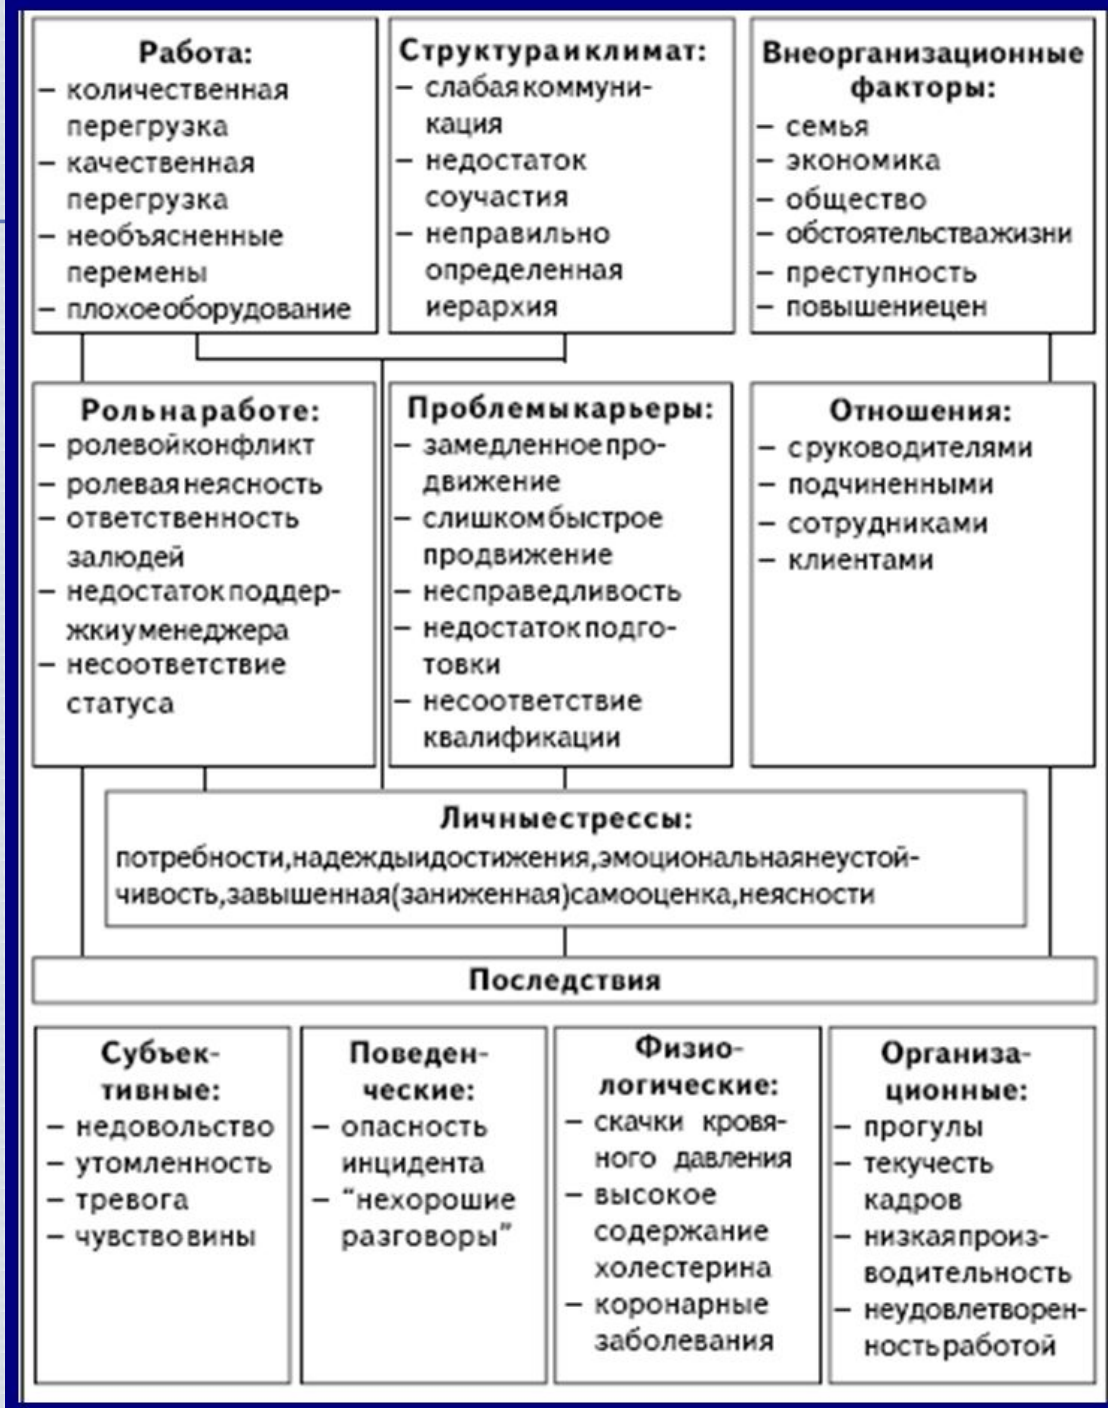 Работа:
– количественная
перегрузка
– качественная
перегрузка
– необъясненные
перемены
– плохоеоборудование
Структураиклимат:
– слабаякоммуни-
кация
– недостаток
соучастия
– неправильно
определенная
иерархия
Внеорганизационные
факторы:
– семья
– экономика
– общество
– обстоятельстважизни
– преступность
– повышениецен
Рольнаработе:
– ролевойконфликт
– ролеваянеясность
– ответственность
залюдей
– недостатокподдер-
жкиуменеджера
– несоответствие
статуса
Проблемыкарьеры:
– замедленноепро-
движение
– слишкомбыстрое
продвижение
– несправедливость
– недостатокподго-
товки
– несоответствие
квалификации
Отношения:
– сруководителями
– подчиненными
– сотрудниками
– клиентами
Личныестрессы:
потребности,надеждыидостижения,эмоциональнаянеустой-
чивость,завышенная(заниженная)самооценка,неясности
Последствия
Субъек-
тивные:
– недовольство
– утомленность
– тревога
– чувствовины
Поведен-
ческие:
– опасность
инцидента
– “нехорошие
разговоры”
Физио-
логические:
– скачки кровя-
ного давления
– высокое
содержание
холестерина
– коронарные
заболевания
Организа-
ционные:
– прогулы
– текучесть
кадров
– низкаяпроиз-
водительность
– неудовлетворен-
ностьработой